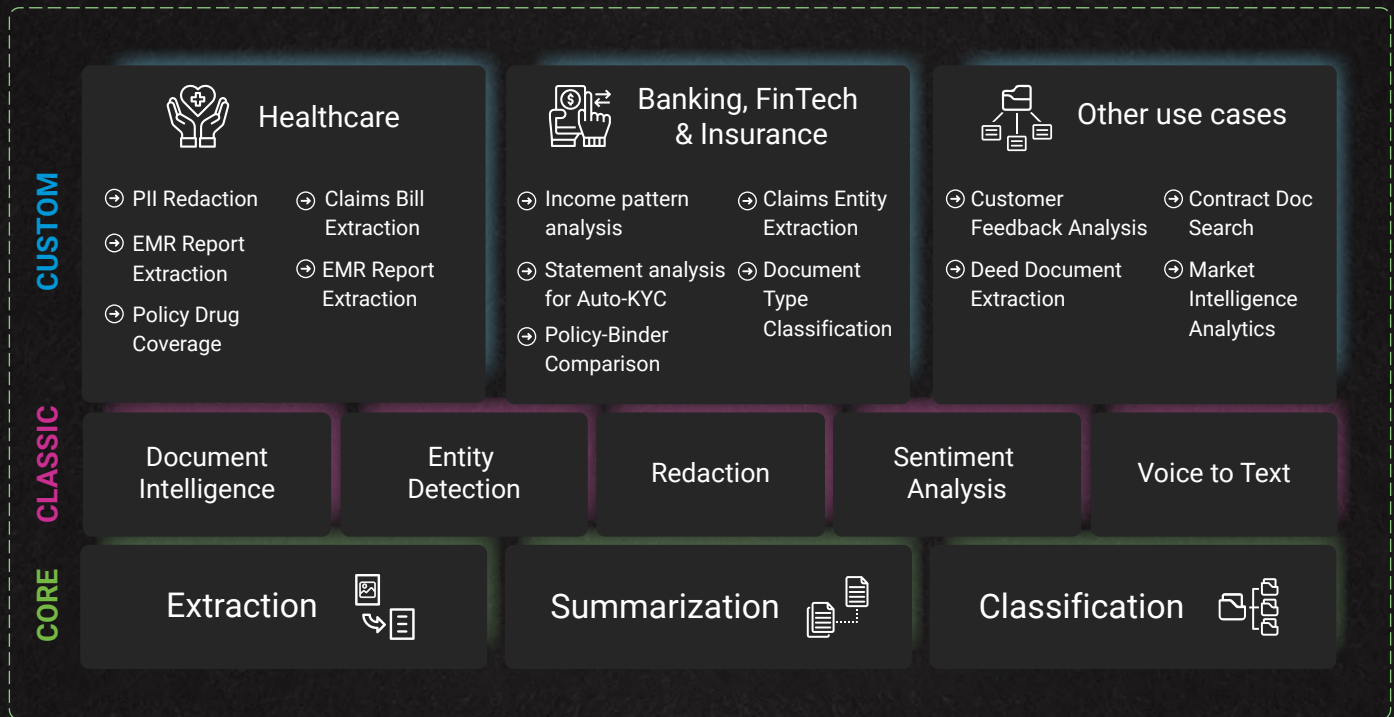 CUSTOM
Healthcare
PII Redaction
EMR Report
Extraction
Policy Drug
Coverage
Claims Bill
Extraction
EMR Report
Extraction
Banking, FinTech
& Insurance
Income pattern
analysis
Statement analysis
for Auto-KYC
Policy-Binder
Comparison
Claims Entity
Extraction
Document
Type
Classification
Other use cases
Customer
Feedback Analysis
Deed Document
Extraction
Contract Doc
Search
Market
Intelligence
Analytics
CLASSIC
Document
Intelligence
Entity
Detection
Redaction
Sentiment
Analysis
Voice to Text
CORE
Extraction
Summarization
Classification